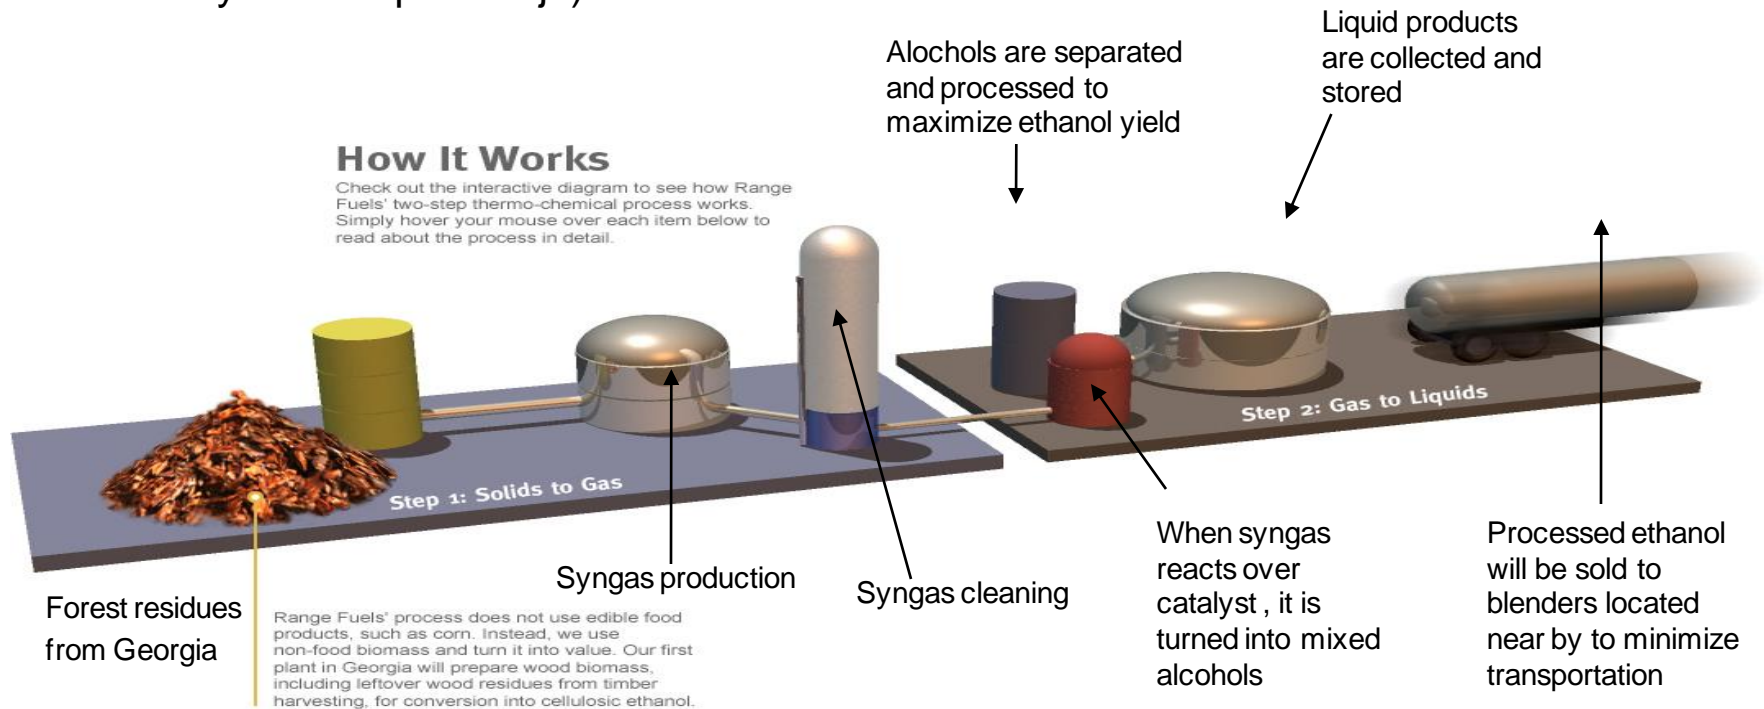 Alochols are separated
and processed to
maximize ethanol yield
Liquid products
are collected and
stored
How It Works
Check out the interactive diagram to see how Range
Fuels' two-step thermo-chemical process works.
Simply hover your mouse over each item below to
read about the process in detail.
Step 1: Solids to Gas
Step 2: Gas to Liquids
Forest residues
from Georgia
Range Fuels' process does not use edible food
products, such as corn. Instead, we use
non-food biomass and turn it into value. Our first
plant in Georgia will prepare wood biomass,
including leftover wood residues from timber
harvesting, for conversion into cellulosic ethanol.
Syngas production
Syngas cleaning
When syngas
reacts over
catalyst , it is
turned into mixed
alcohols
Processed ethanol
will be sold to
blenders located
near by to minimize
transportation